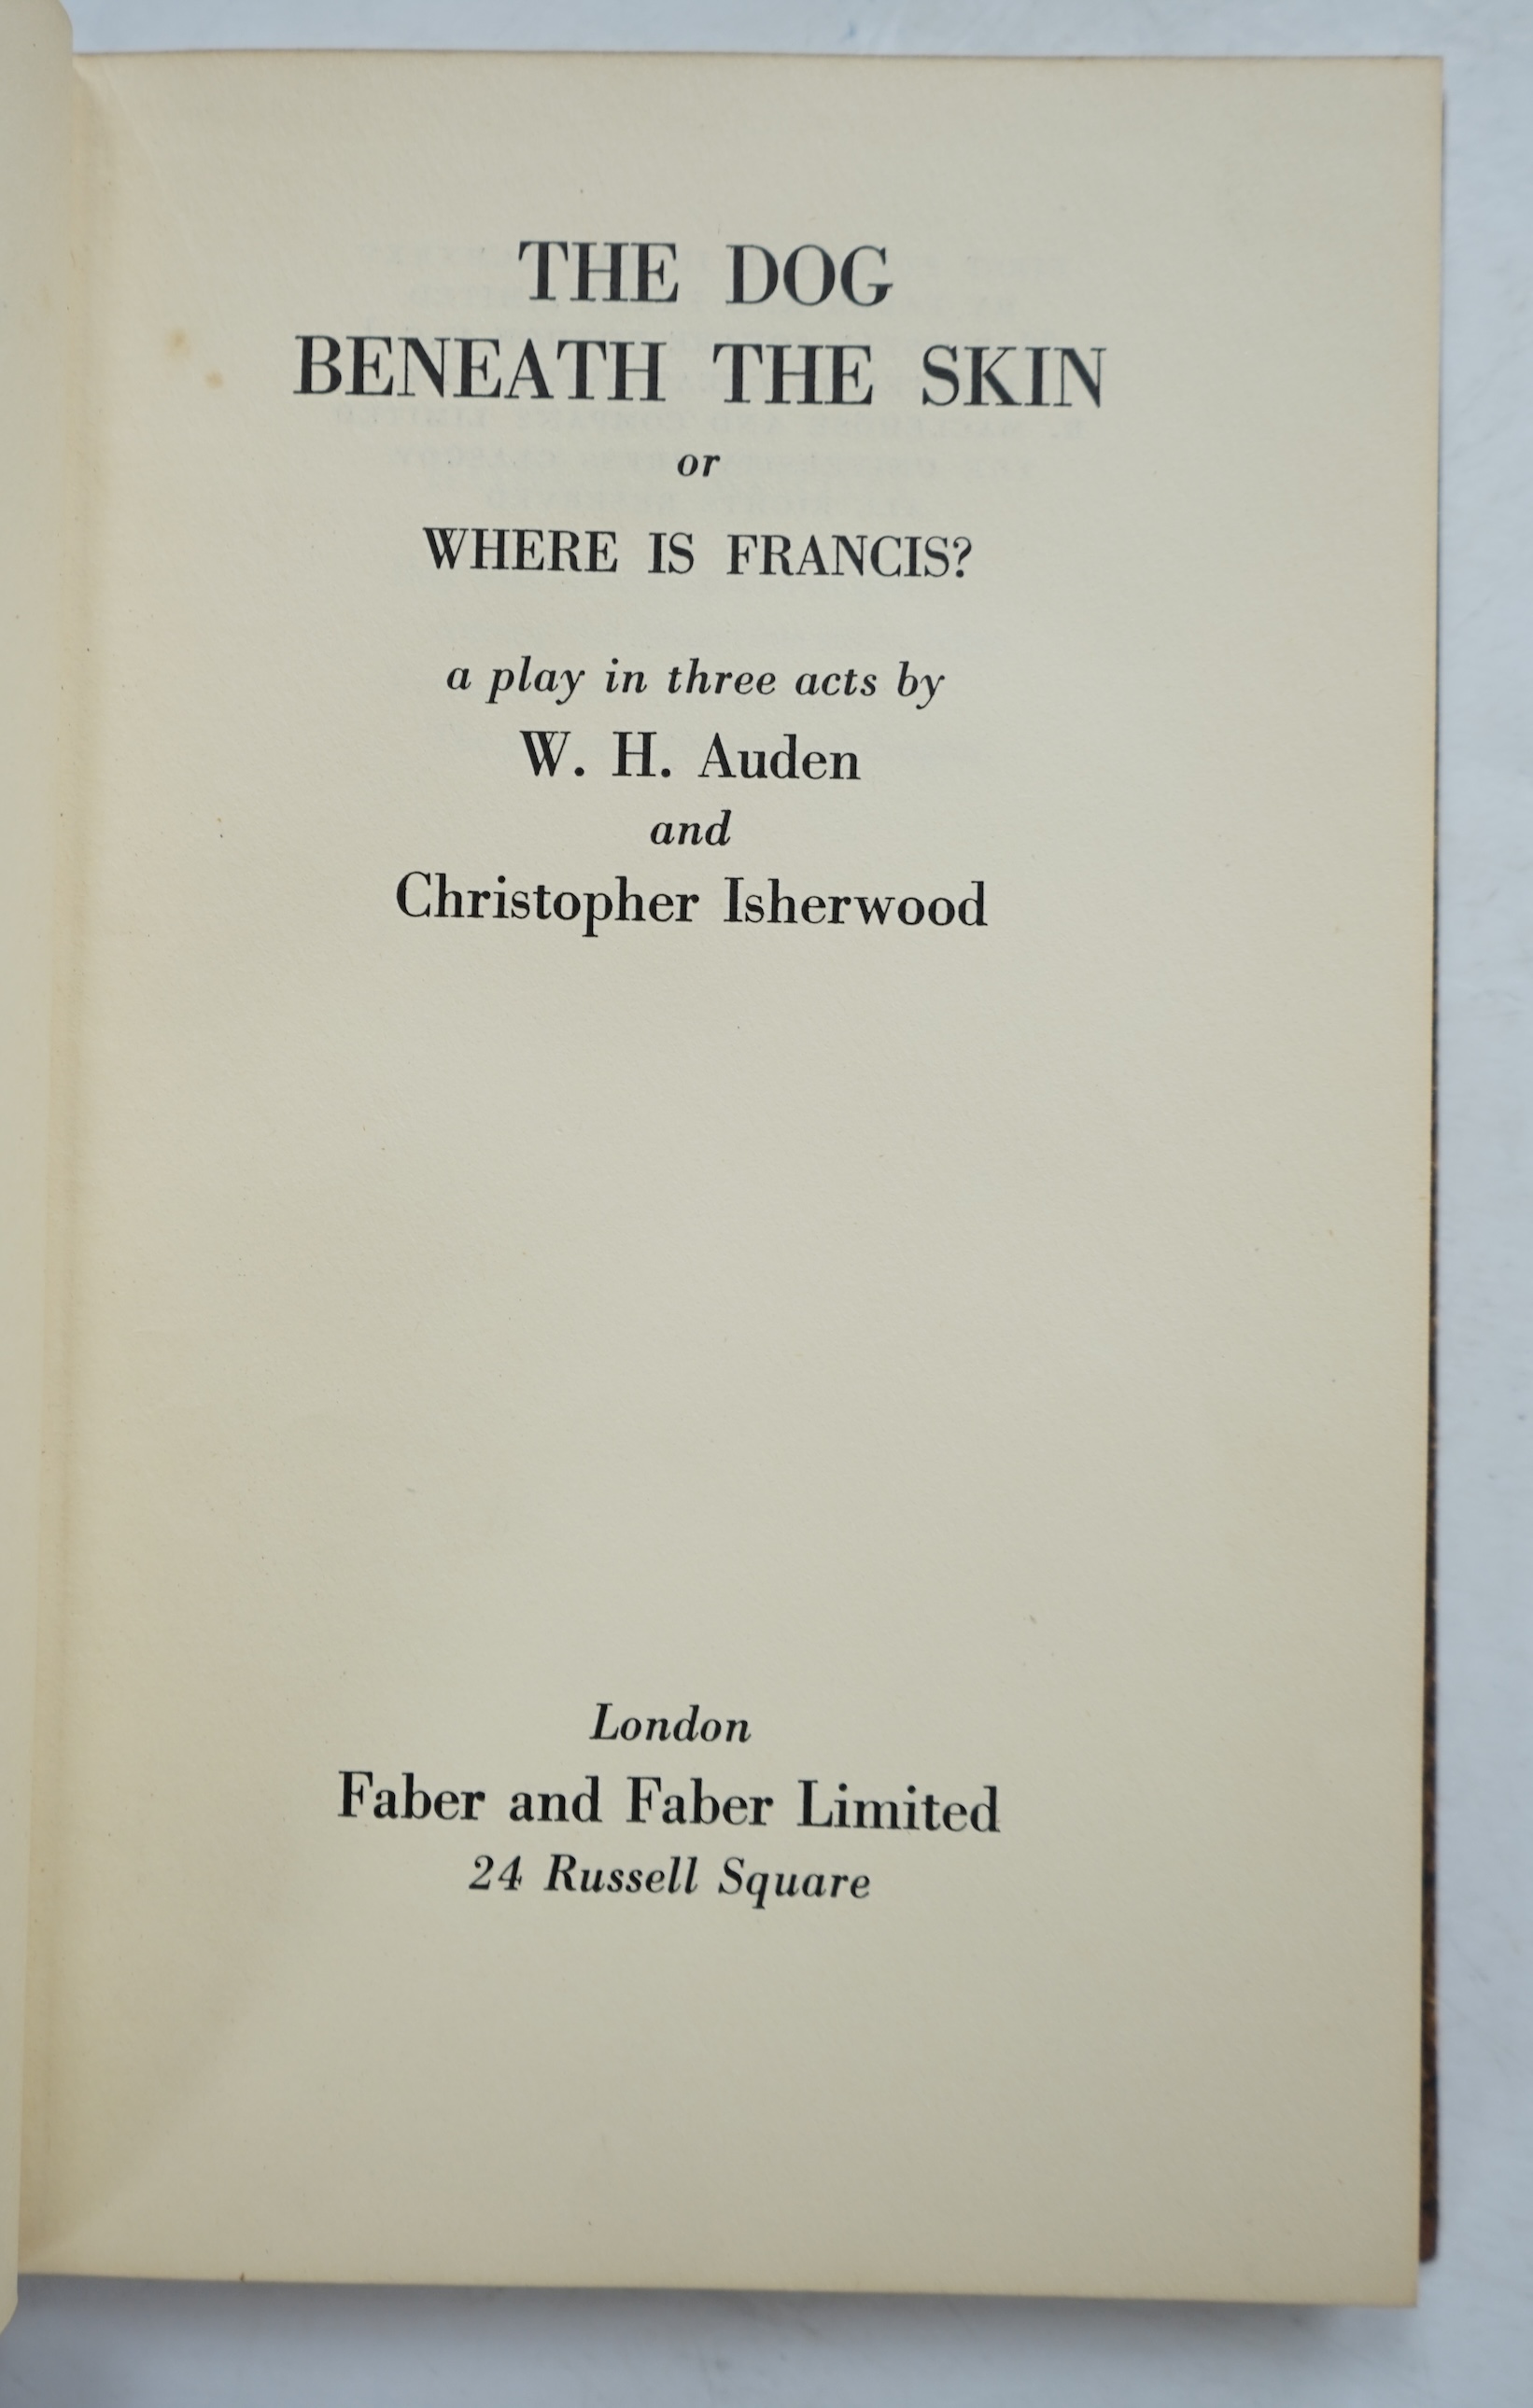 THE DOG
BENEATH THE SKIN
or
WHERE IS FRANCIS?
a play in three acts by
W. H. Auden
and
Christopher Isherwood
London
Faber and Faber Limited
24 Russell Square